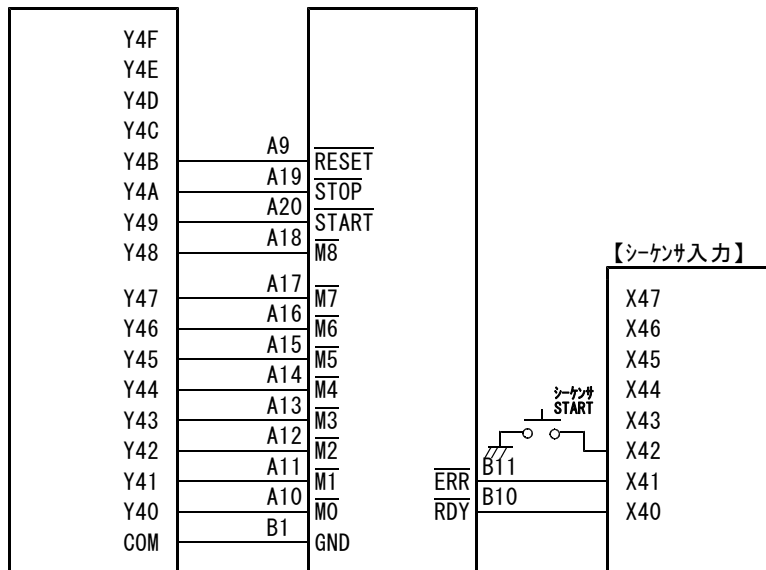 Y4F
Y4E
Y4D
Y4C
Y4B A9 RESET
Y4A A19 STOP
Y49 A20 START
Y48 A18 M8
【シーケンサ入力】
Y47 A17 M7 X47
Y46 A16 M6 X46
Y45 A15 M5 X45
Y44 A14 M4 X44
シーケンサ
START
Y43 A13 M3 X43
Y42 A12 M2 X42
Y41 A11 M1 ERR B11 X41
Y40 A10 M0 RDY B10 X40
COM B1 GND